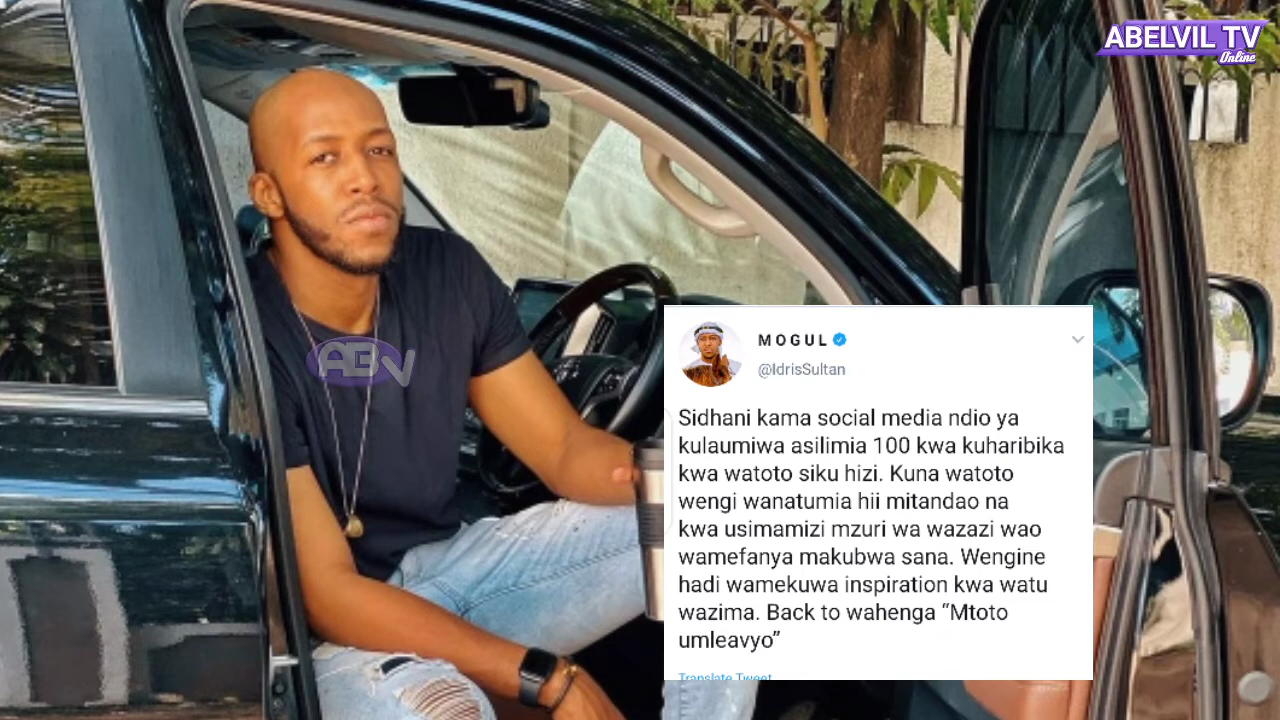 ABELVIL TV
Online
ABV
MOGUL
@IdrisSultan
Sidhani kama social media ndio ya
kulaumiwa asilimia 100 kwa kuharibika
kwa watoto siku hizi. Kuna watoto
wengi wanatumia hii mitandao na
kwa usimamizi mzuri wa wazazi wao
wamefanya makubwa sana. Wengine
hadi wamekuwa inspiration kwa watu
wazima. Back to wahenga “Mtoto
umleavyo”
Translate Tweet